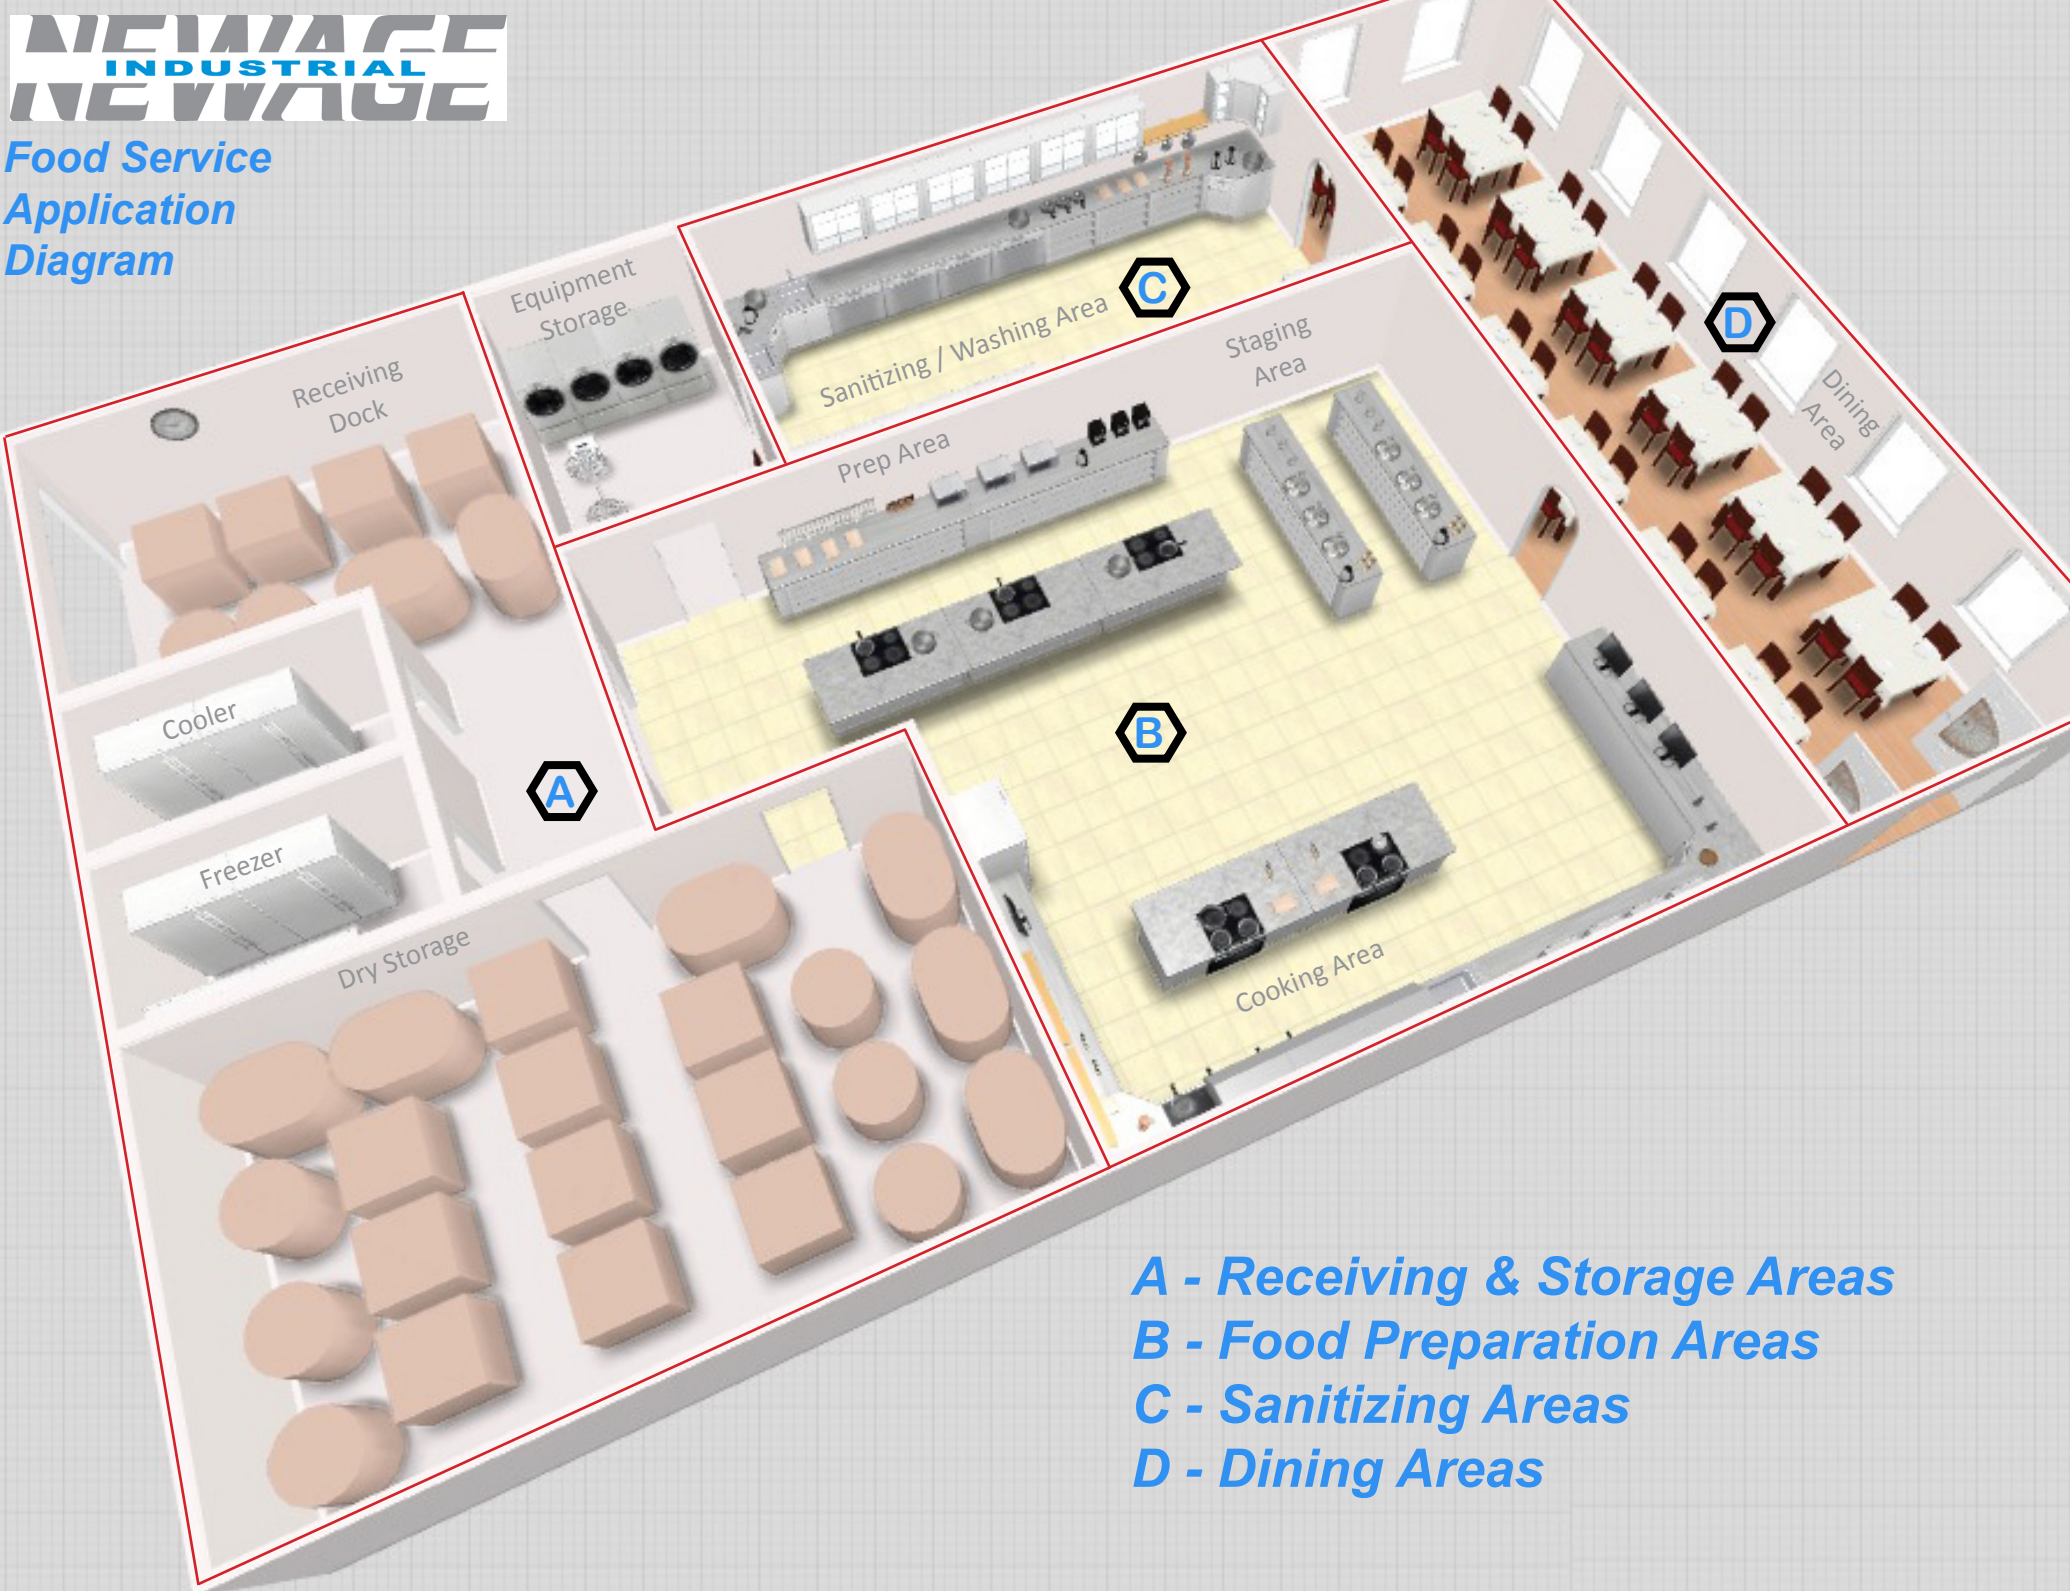 NEWAGE
INDUSTRIAL
Food Service
Application
Diagram
Equipment
Storage
Receiving
Dock
Sanitizing / Washing Area
C
Staging
Area
D
Dining
Area
Prep Area
Cooler
A
B
Freezer
Dry Storage
Cooking Area
A - Receiving & Storage Areas
B - Food Preparation Areas
C - Sanitizing Areas
D - Dining Areas